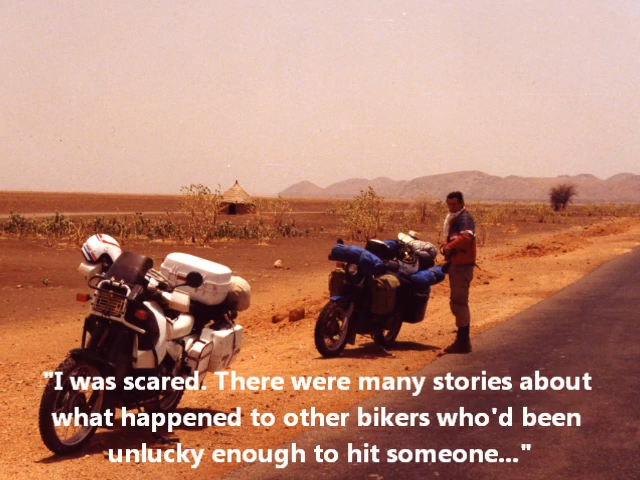 "I was scared. There were many stories about
what happened to other bikers who'd been
unlucky enough to hit someone..."